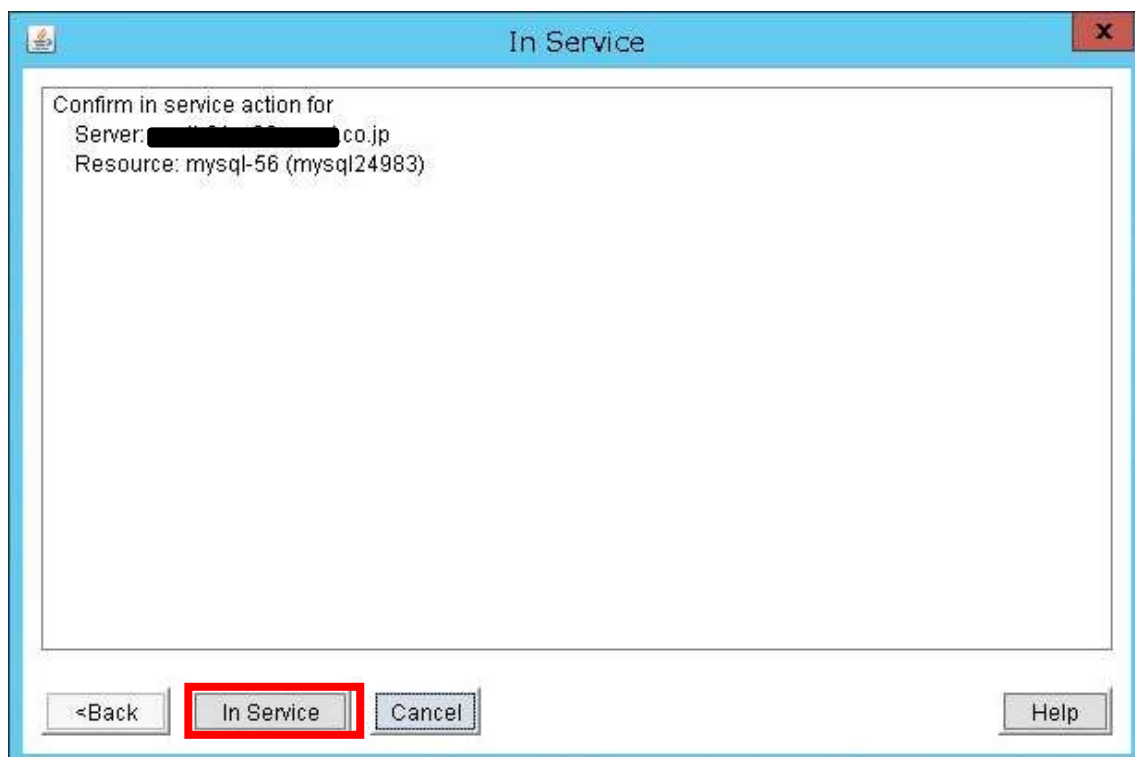 In Service
x
Confirm in service action for
Server: .co.jp
Resource: mysql-56 (mysql24983)
<Back In Service Cancel Help